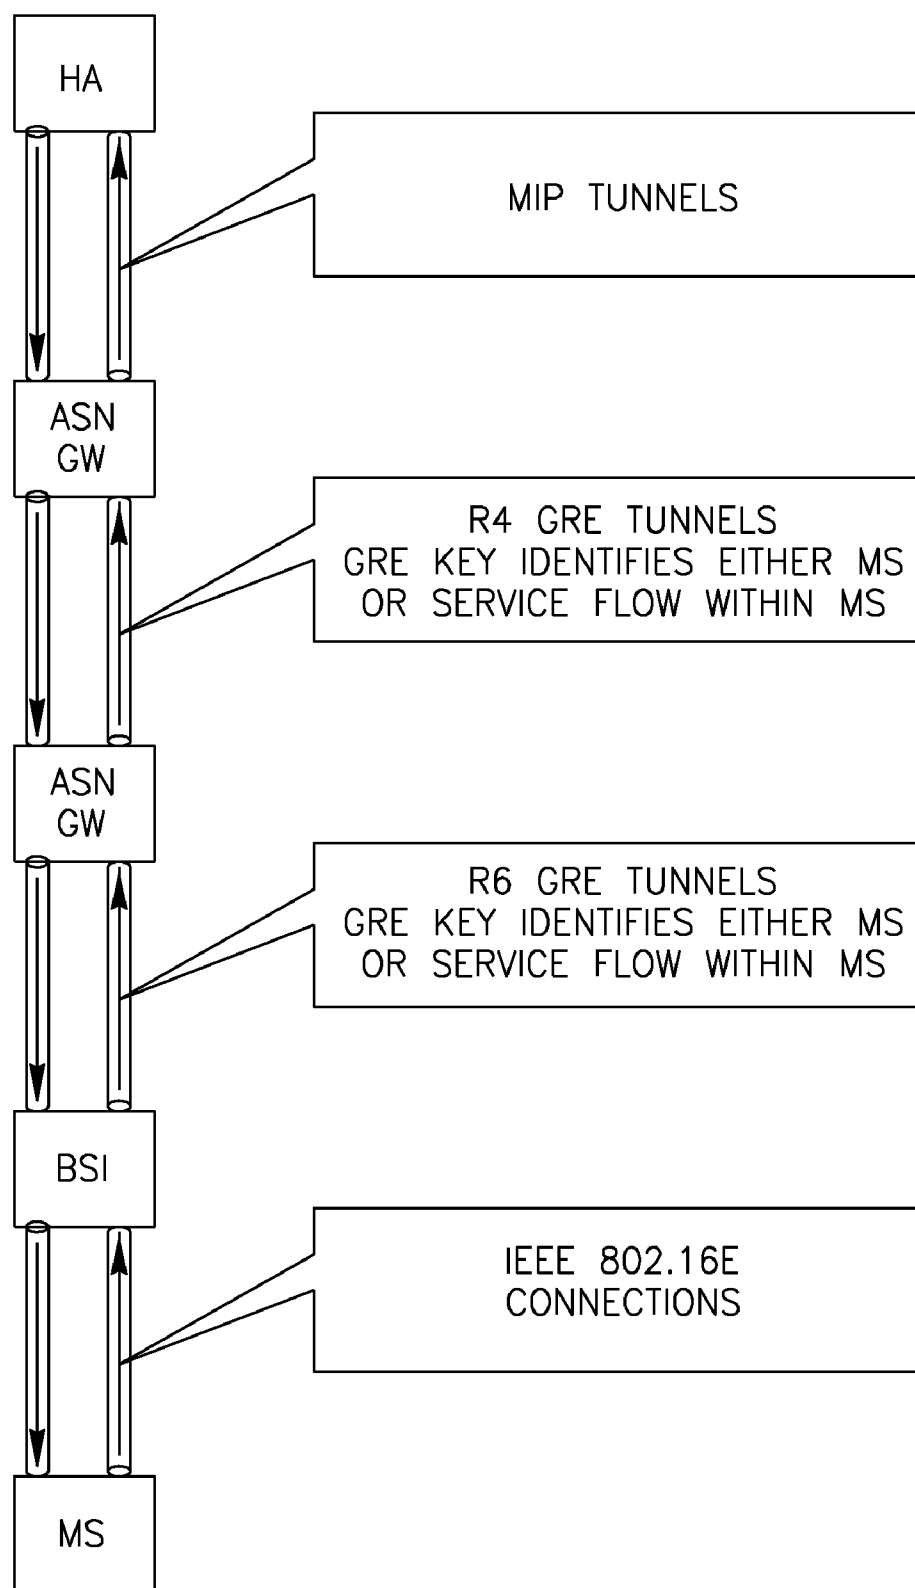 HA
MIP TUNNELS
ASN
GW
R4 GRE TUNNELS
GRE KEY IDENTIFIES EITHER MS
OR SERVICE FLOW WITHIN MS
ASN
GW
R6 GRE TUNNELS
GRE KEY IDENTIFIES EITHER MS
OR SERVICE FLOW WITHIN MS
BSI
IEEE 802.16E
CONNECTIONS
MS